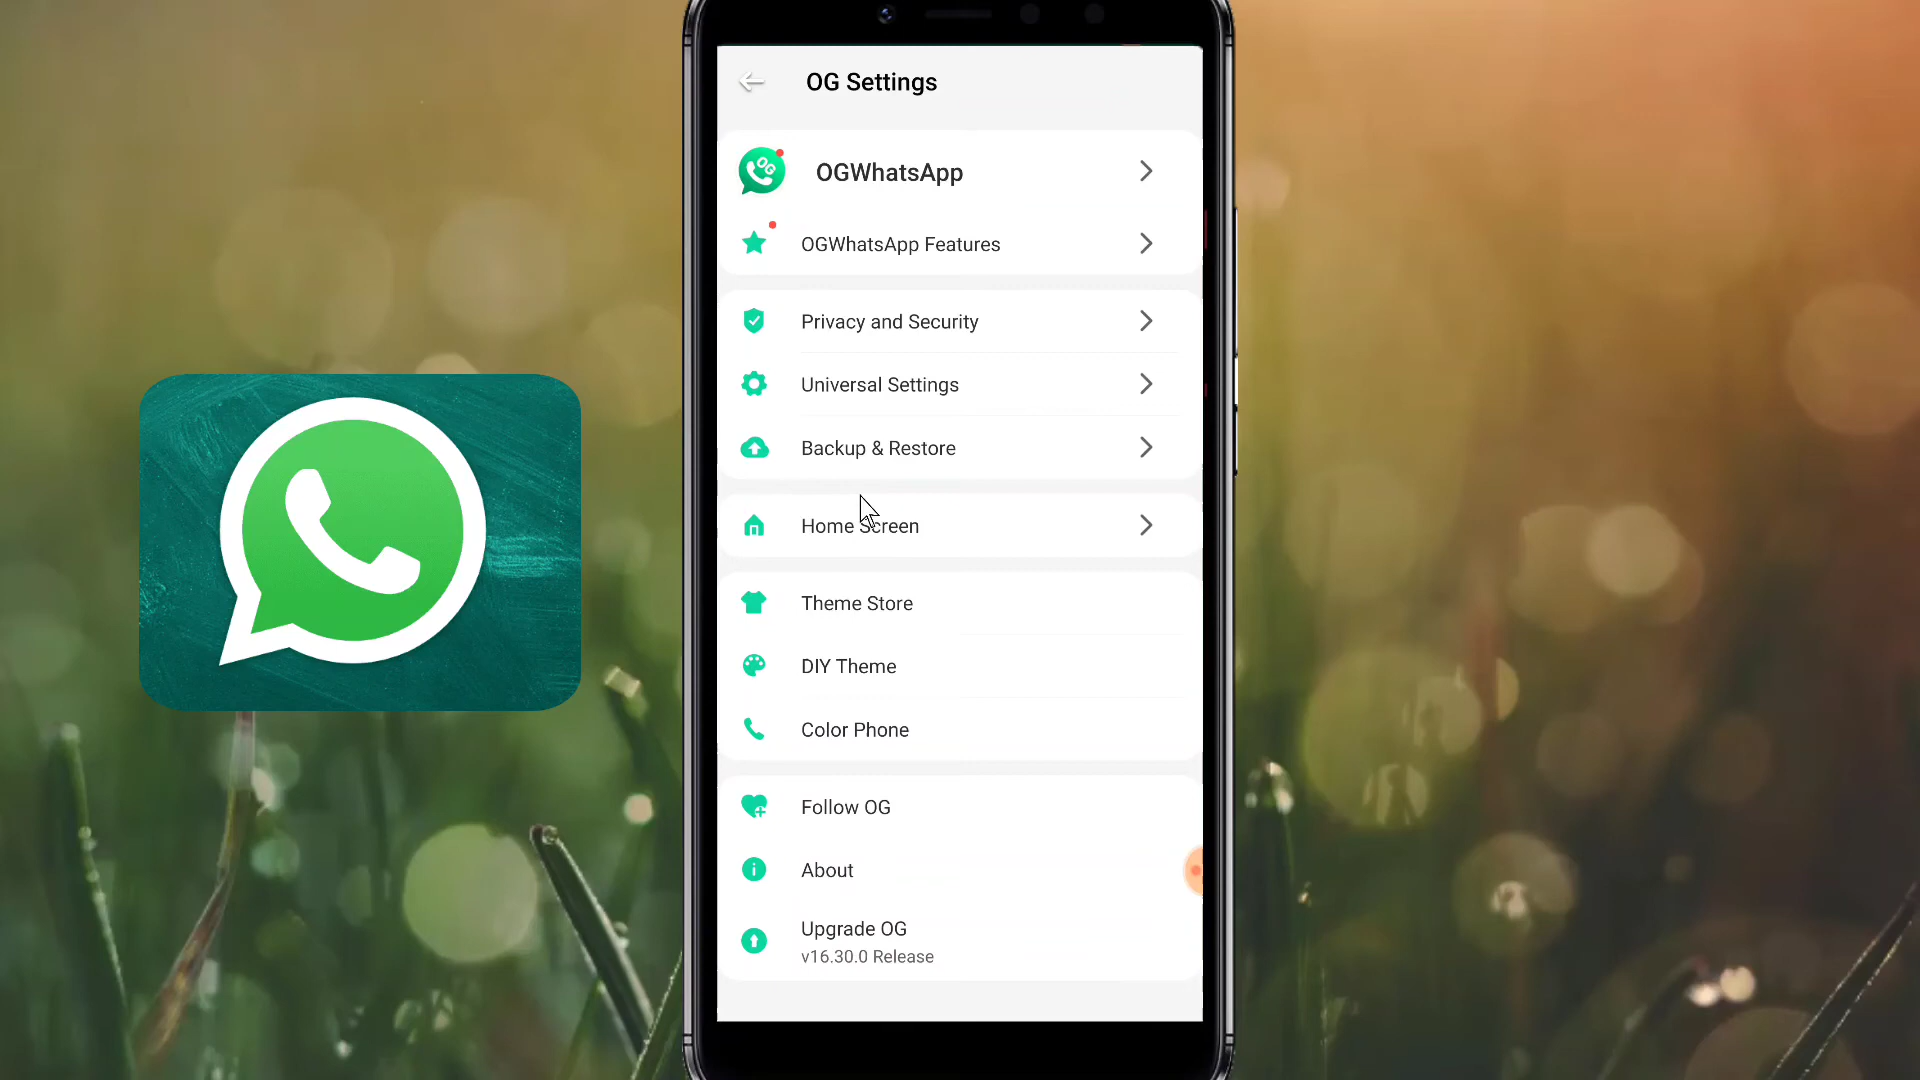 OG Settings
OG
OGWhatsApp
OGWhatsApp Features
Privacy and Security
Universal Settings
Backup & Restore
Home Screen
Theme Store
DIY Theme
Color Phone
Follow OG
About
Upgrade OG
v16.30.0 Release